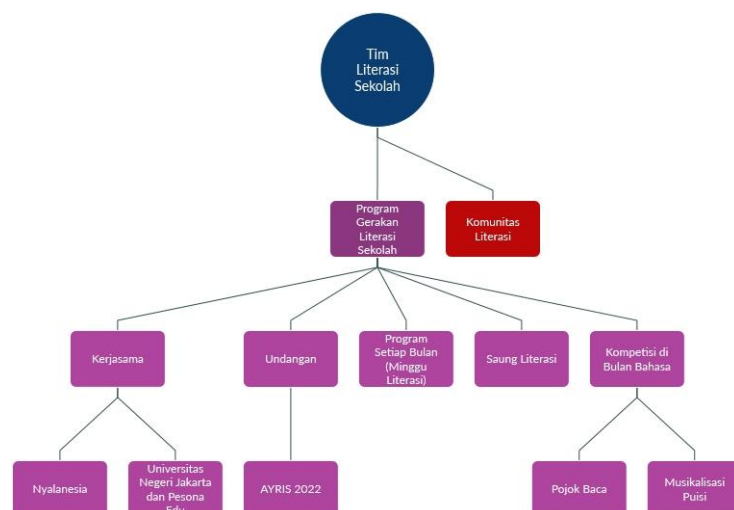 Tim
Literasi
Sekolah
Program
Gerakan
Literasi
Sekolah
Komunitas
Literasi
Kerjasama
Undangan
Program
Setiap Bulan
(Minggu
Literasi)
Saung Literasi
Kompetisi di
Bulan Bahasa
Nyalanesia
Universitas
Negeri Jakarta
dan Pesona
Edu
AYRIS 2022
Pojok Baca
Musikalisasi
Puisi